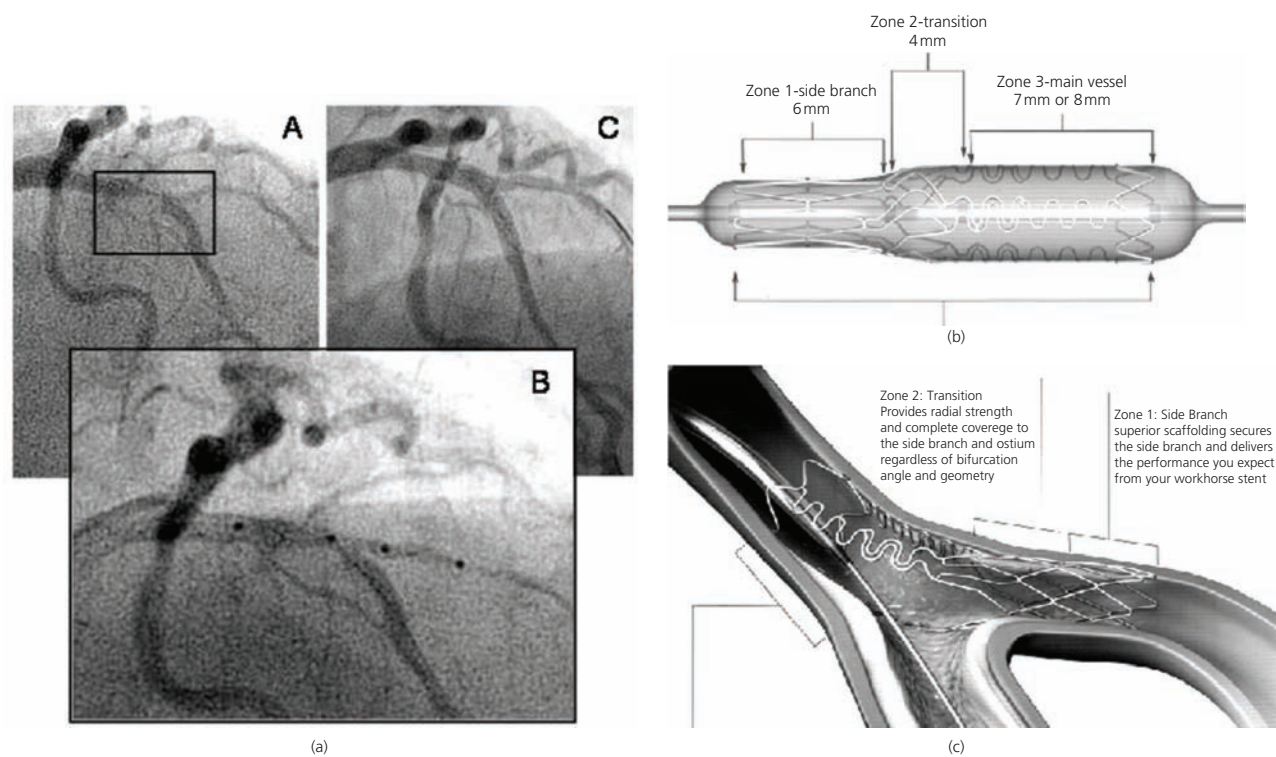 A
C
B
(a)
Zone 2-transition
4 mm
Zone 1-side branch
6 mm
Zone 3-main vessel
7 mm or 8 mm
(b)
Zone 2: Transition
Provides radial strength
and complete coverege to
the side branch and ostium
regardless of bifurcation
angle and geometry
Zone 1: Side Branch
superior scaffolding secures
the side branch and delivers
the performance you expect
from your workhorse stent
(c)